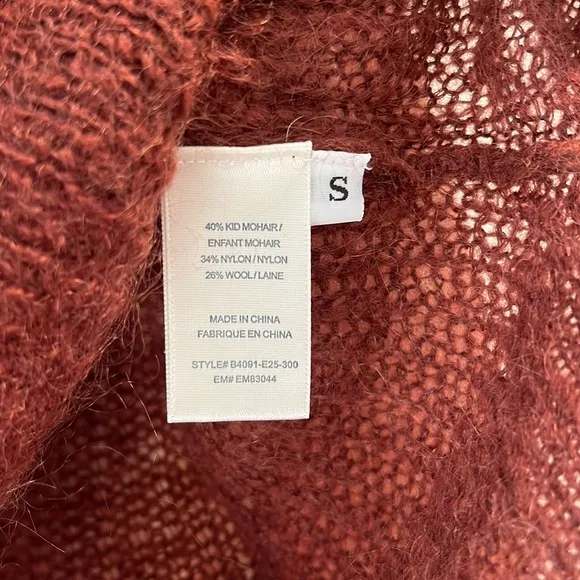 S
40% KID MOHAIR/
ENFANT MOHAIR
34% NYLON/NYLON
26% WOOL/LAINE
MADE IN CHINA
FABRIQUE EN CHINA
STYLE# B4091-E25-300
EM# EM83044